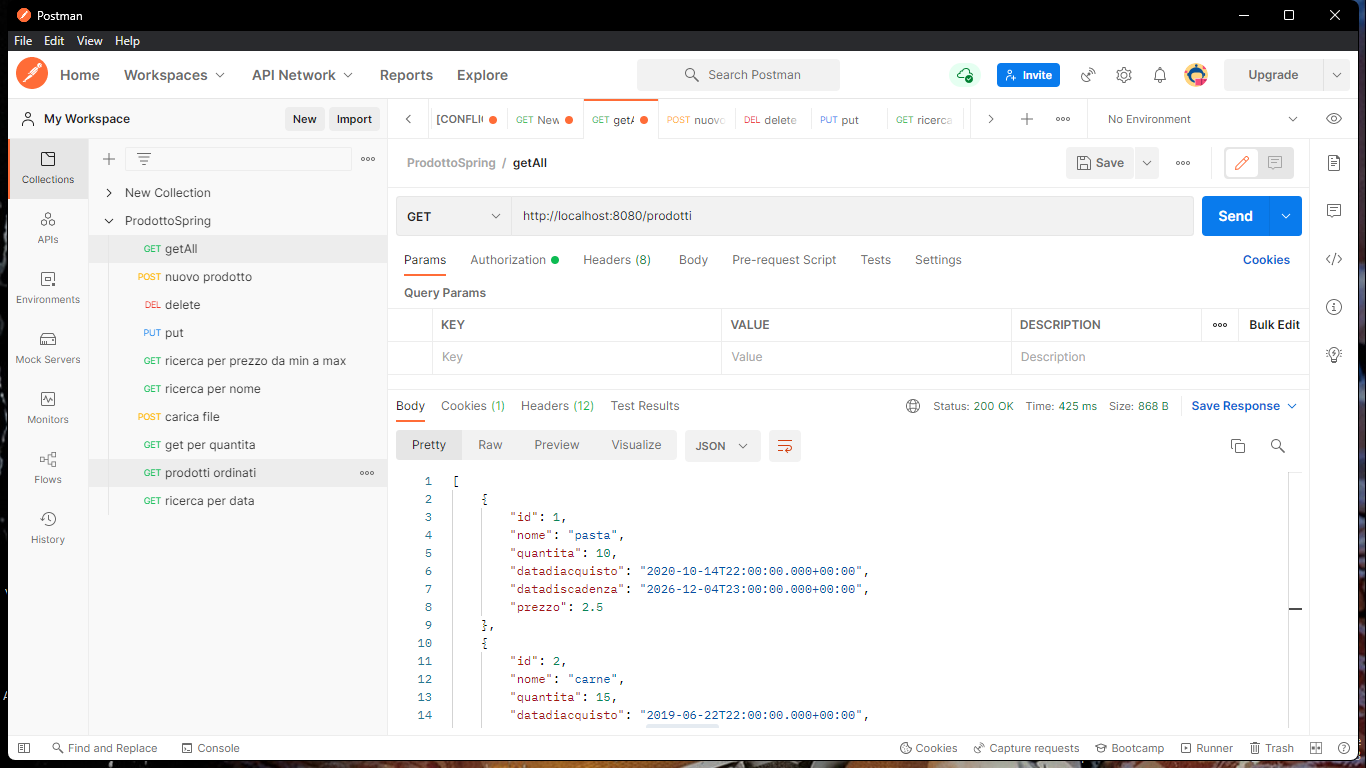 Postman
File Edit View Help
Home Workspaces API Network Reports Explore Search Postman Invite Upgrade
My Workspace New Import [CONFLI GET New GET getA POST nuovo DEL delete PUT put GET ricerca No Environment
Collections
APIs
Environments
Mock Servers
Monitors
Flows
History
New Collection
ProdottoSpring
GET getAll
POST nuovo prodotto
DEL delete
PUT put
GET ricerca per prezzo da min a max
GET ricerca per nome
POST carica file
GET get per quantita
GET prodotti ordinati
GET ricerca per data
ProdottoSpring / getAll Save
GET http://localhost:8080/prodotti Send
Params Authorization Headers (8) Body Pre-request Script Tests Settings Cookies
Query Params
KEY VALUE DESCRIPTION Bulk Edit
Key Value Description
Body Cookies (1) Headers (12) Test Results Status: 200 OK Time: 425 ms Size: 868 B Save Response
Pretty Raw Preview Visualize JSON
1 [
2 {
3 "id": 1,
4 "nome": "pasta",
5 "quantita": 10,
6 "datadiacquisto": "2020-10-14T22:00:00.000+00:00",
7 "datadiscadenza": "2026-12-04T23:00:00.000+00:00",
8 "prezzo": 2.5
9 },
10 {
11 "id": 2,
12 "nome": "carne",
13 "quantita": 15,
14 "datadiacquisto": "2019-06-22T22:00:00.000+00:00",
Find and Replace Console Cookies Capture requests Bootcamp Runner Trash